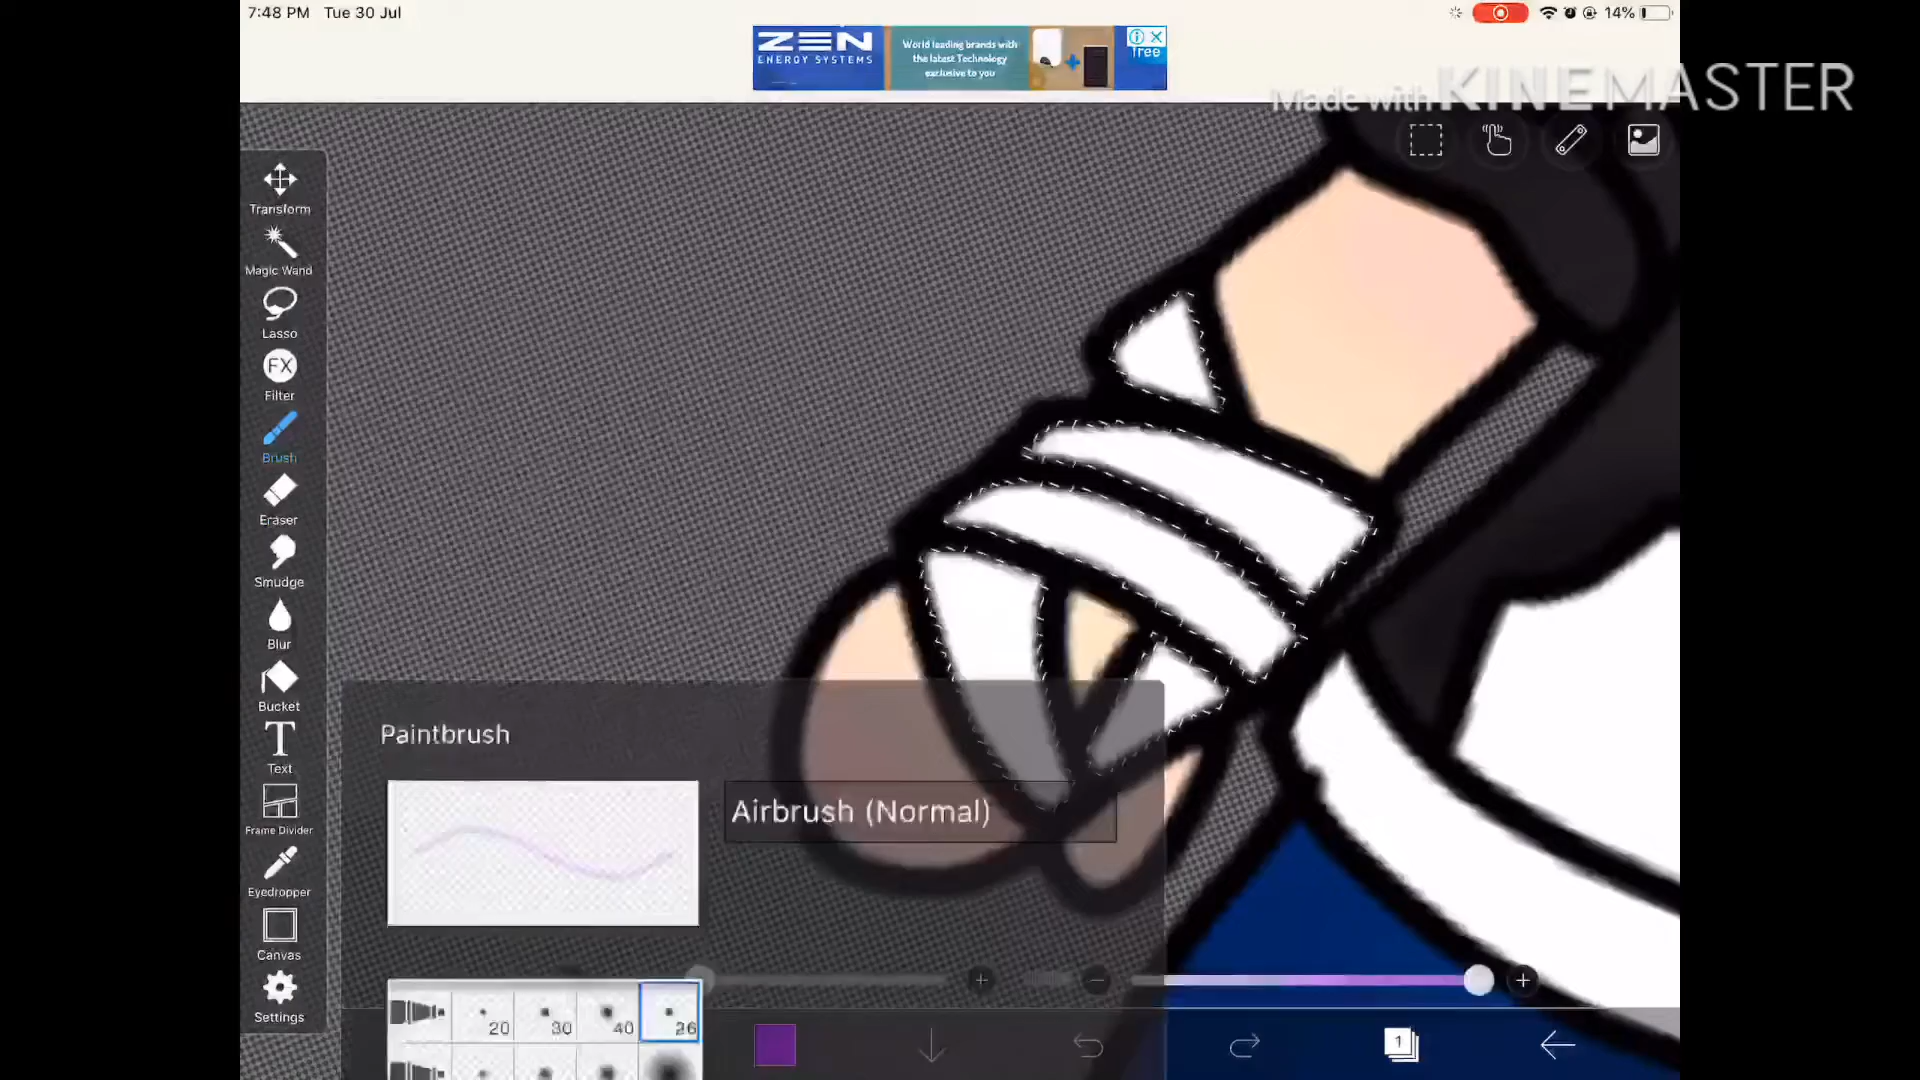 7:48 PM Tue 30 Jul
14%
ZEN
ENERGY SYSTEMS
World leading brands with
the latest Technology
exclusive to you
free
Made with KINEMASTER
Transform
Magic Wand
Lasso
FX
Filter
Brush
Eraser
Smudge
Blur
Bucket
T
Text
Frame Divider
Eyedropper
Canvas
Settings
Paintbrush
Airbrush (Normal)
20 30 40 26
1